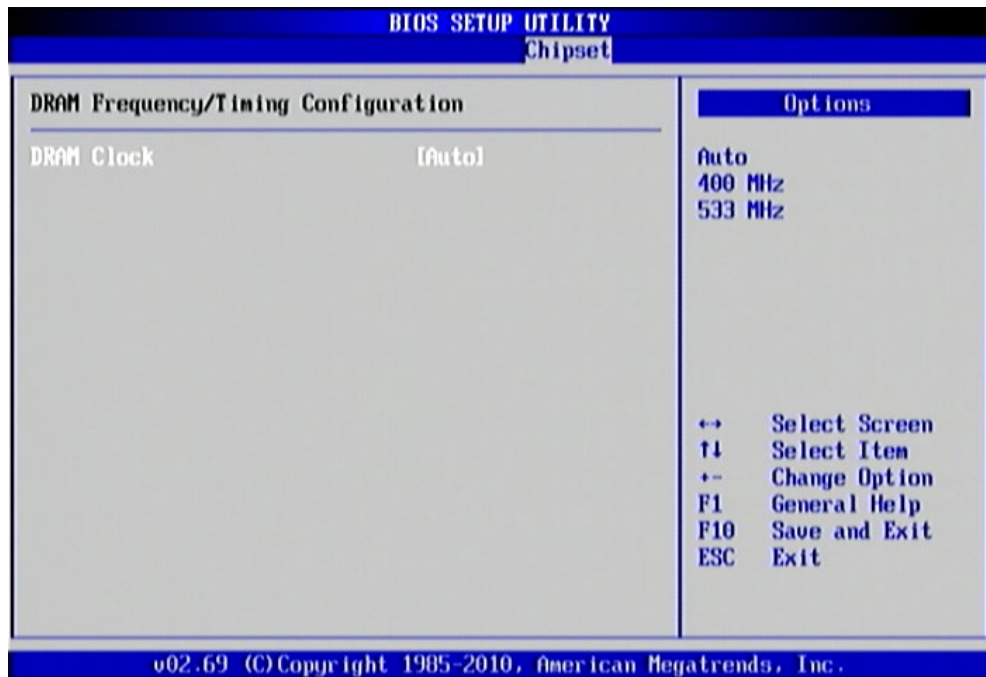 BIOS SETUP UTILITY
Chipset
DRAM Frequency/Timing Configuration
DRAM Clock [Auto]
Options
Auto
400 MHz
533 MHz
←→ Select Screen
↑↓ Select Item
+- Change Option
F1 General Help
F10 Save and Exit
ESC Exit
v02.69 (C)Copyright 1985-2010, American Megatrends, Inc.